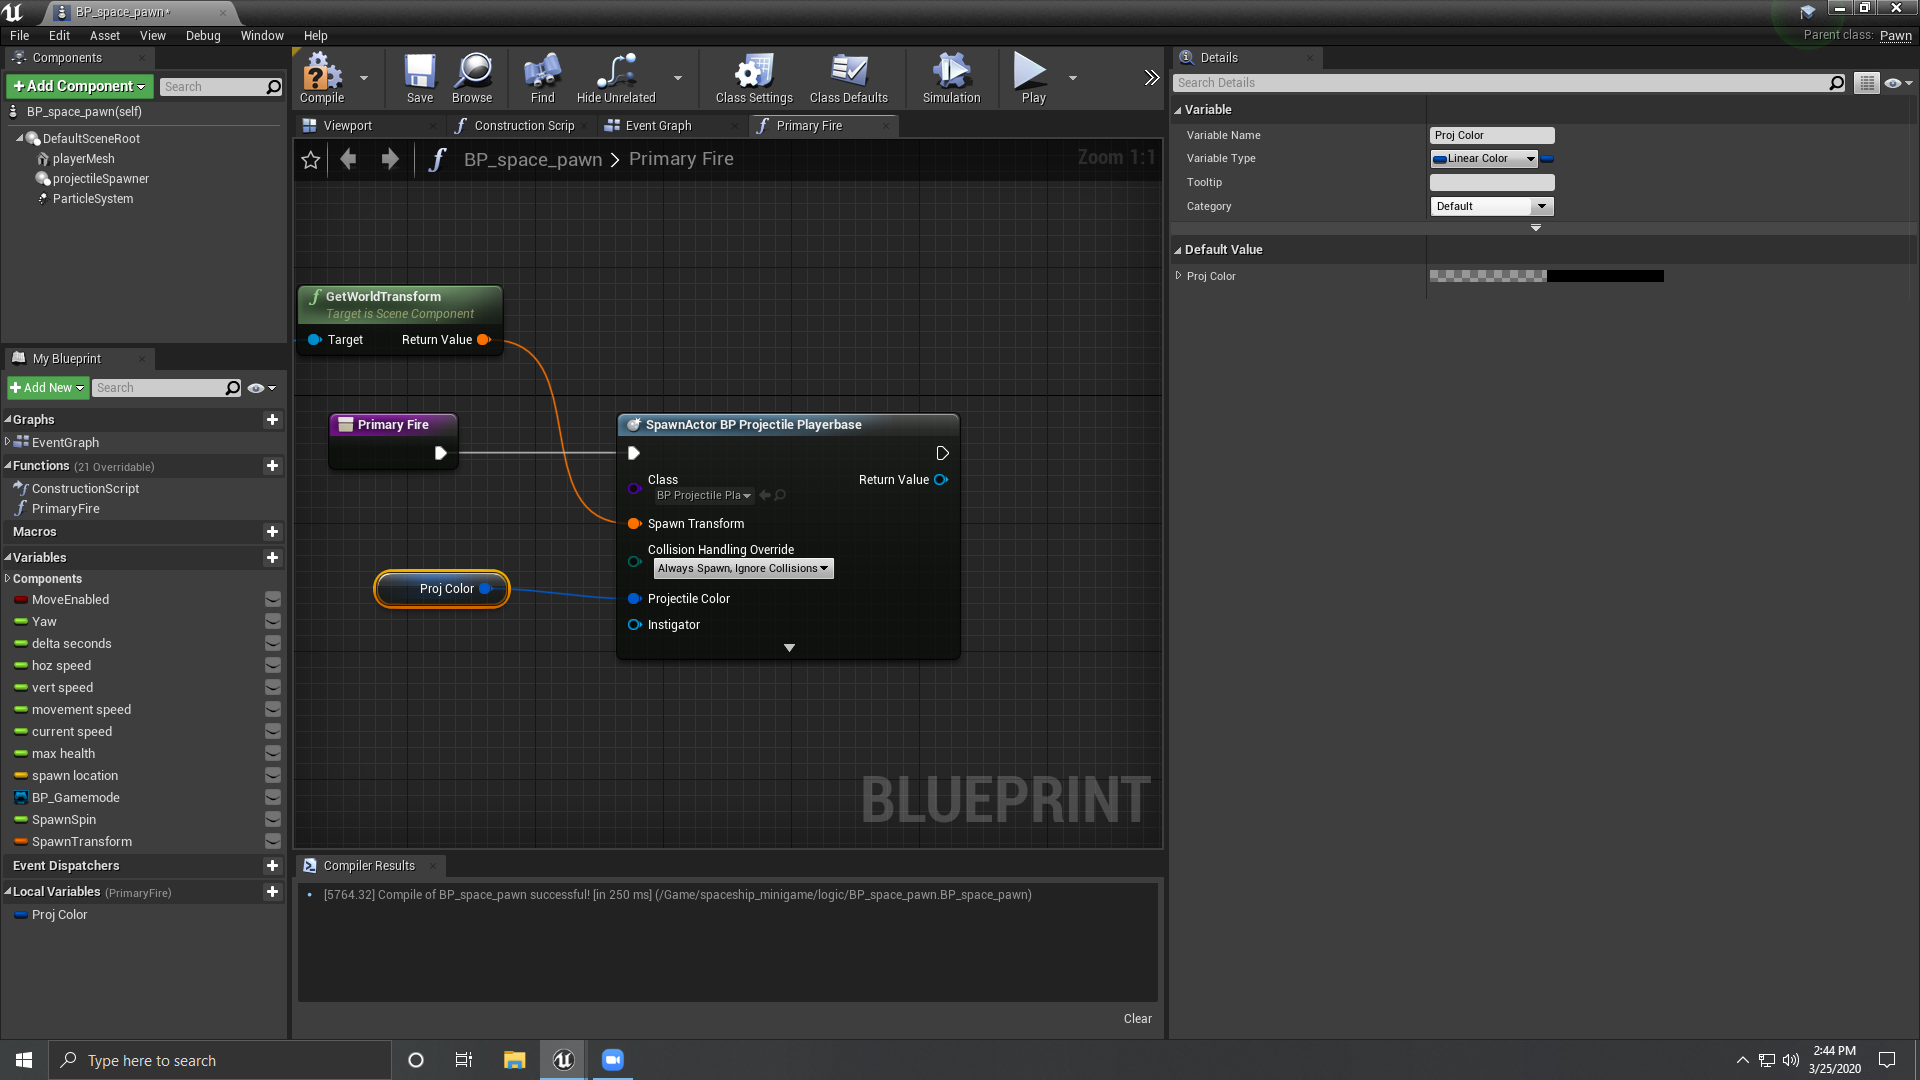 BP_space_pawn*
File Edit Asset View Debug Window Help
Parent class: Pawn
Components
Add Component
Search
BP_space_pawn(self)
DefaultSceneRoot
playerMesh
projectileSpawner
ParticleSystem
My Blueprint
Add New
Search
Graphs
EventGraph
Functions (21 Overridable)
ConstructionScript
PrimaryFire
Macros
Variables
Components
MoveEnabled
Yaw
delta seconds
hoz speed
vert speed
movement speed
current speed
max health
spawn location
BP_Gamemode
SpawnSpin
SpawnTransform
Event Dispatchers
Local Variables (PrimaryFire)
Proj Color
Compile Save Browse Find Hide Unrelated Class Settings Class Defaults Simulation Play
Viewport Construction Scrip Event Graph Primary Fire
BP_space_pawn > Primary Fire
Zoom 1:1
GetWorldTransform
Target is Scene Component
Target Return Value
Primary Fire
SpawnActor BP Projectile Playerbase
Class Return Value
BP Projectile Pla
Spawn Transform
Collision Handling Override
Always Spawn, Ignore Collisions
Proj Color
Projectile Color
Instigator
BLUEPRINT
Compiler Results
[5764.32] Compile of BP_space_pawn successful! [in 250 ms] (/Game/spaceship_minigame/logic/BP_space_pawn.BP_space_pawn)
Clear
Details
Search Details
Variable
Variable Name Proj Color
Variable Type Linear Color
Tooltip
Category Default
Default Value
Proj Color
Type here to search
2:44 PM
3/25/2020